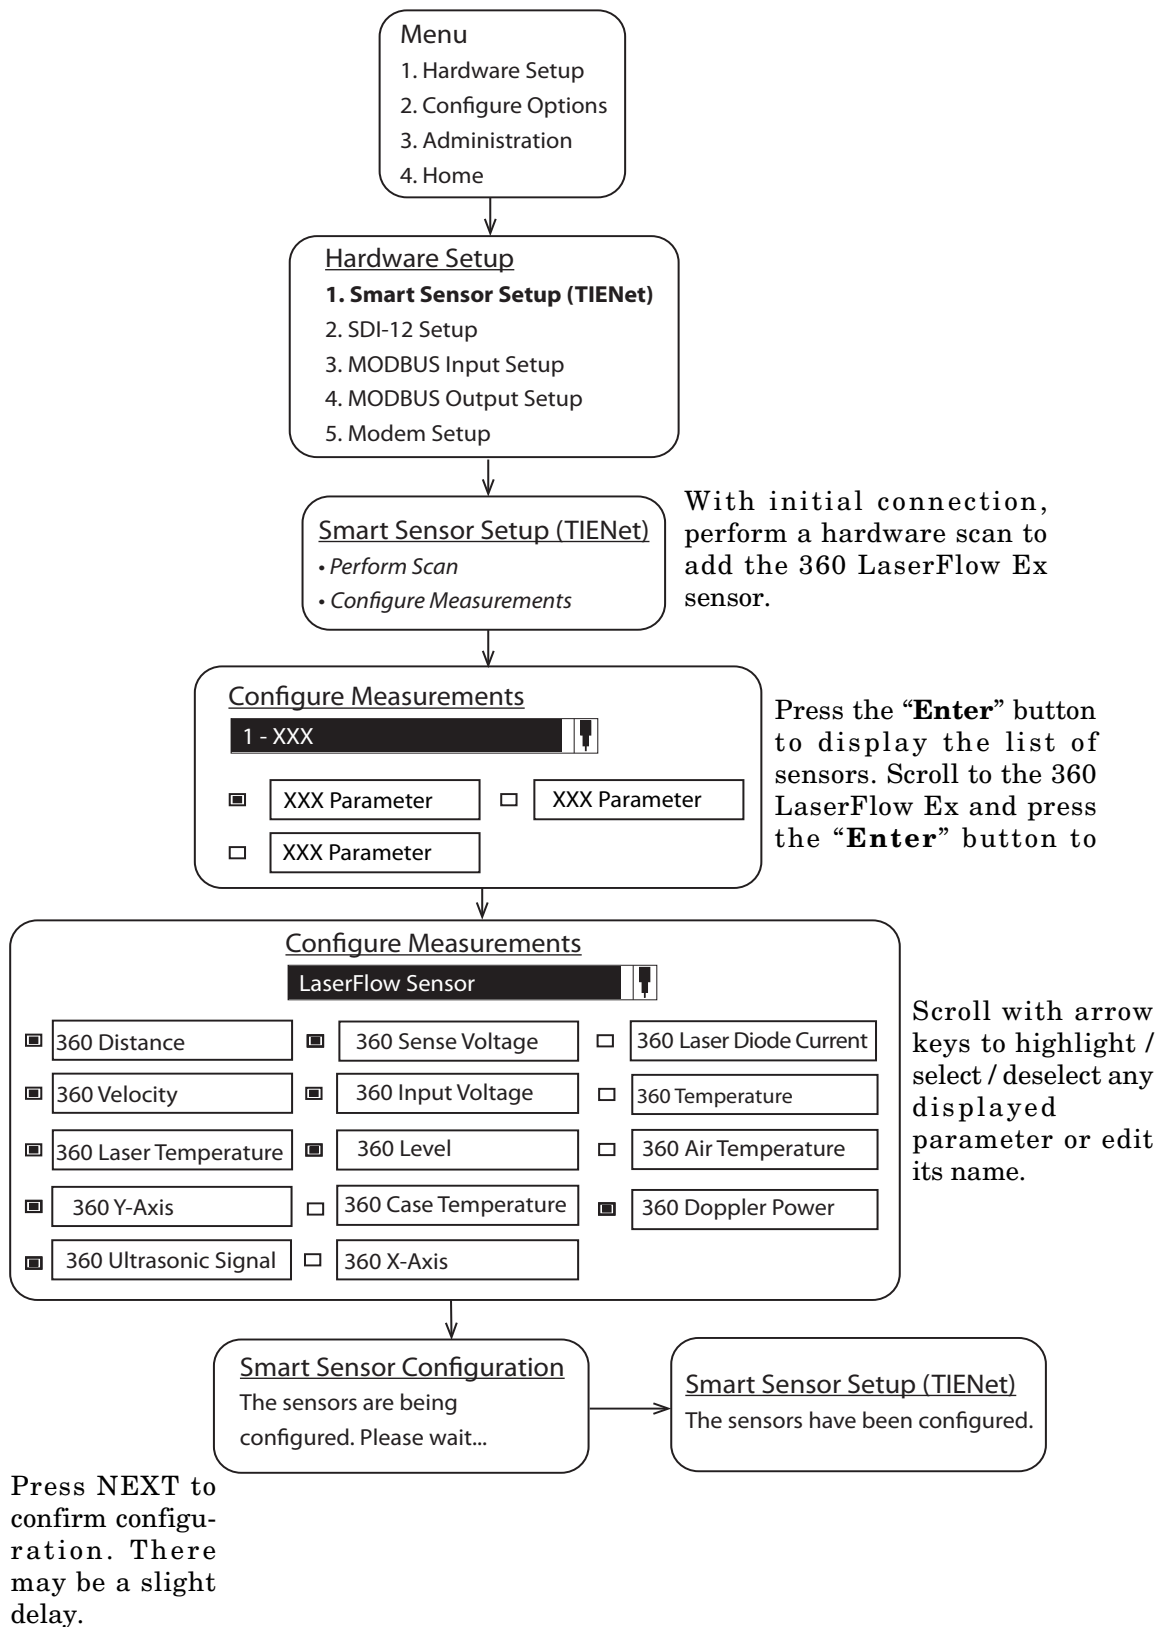 Menu
1. Hardware Setup
2. Configure Options
3. Administration
4. Home
Hardware Setup
1. Smart Sensor Setup (TIENet)
2. SDI-12 Setup
3. MODBUS Input Setup
4. MODBUS Output Setup
5. Modem Setup
Smart Sensor Setup (TIENet)
• Perform Scan
• Configure Measurements
With initial connection,
perform a hardware scan to
add the 360 LaserFlow Ex
sensor.
Configure Measurements
1 - XXX
XXX Parameter
XXX Parameter
XXX Parameter
Press the “Enter” button
to display the list of
sensors. Scroll to the 360
LaserFlow Ex and press
the “Enter” button to
Configure Measurements
LaserFlow Sensor
360 Distance
360 Sense Voltage
360 Laser Diode Current
360 Velocity
360 Input Voltage
360 Temperature
360 Laser Temperature
360 Level
360 Air Temperature
360 Y-Axis
360 Case Temperature
360 Doppler Power
360 Ultrasonic Signal
360 X-Axis
Scroll with arrow
keys to highlight /
select / deselect any
displayed
parameter or edit
its name.
Smart Sensor Configuration
The sensors are being
configured. Please wait...
Smart Sensor Setup (TIENet)
The sensors have been configured.
Press NEXT to
confirm configu-
ration. There
may be a slight
delay.